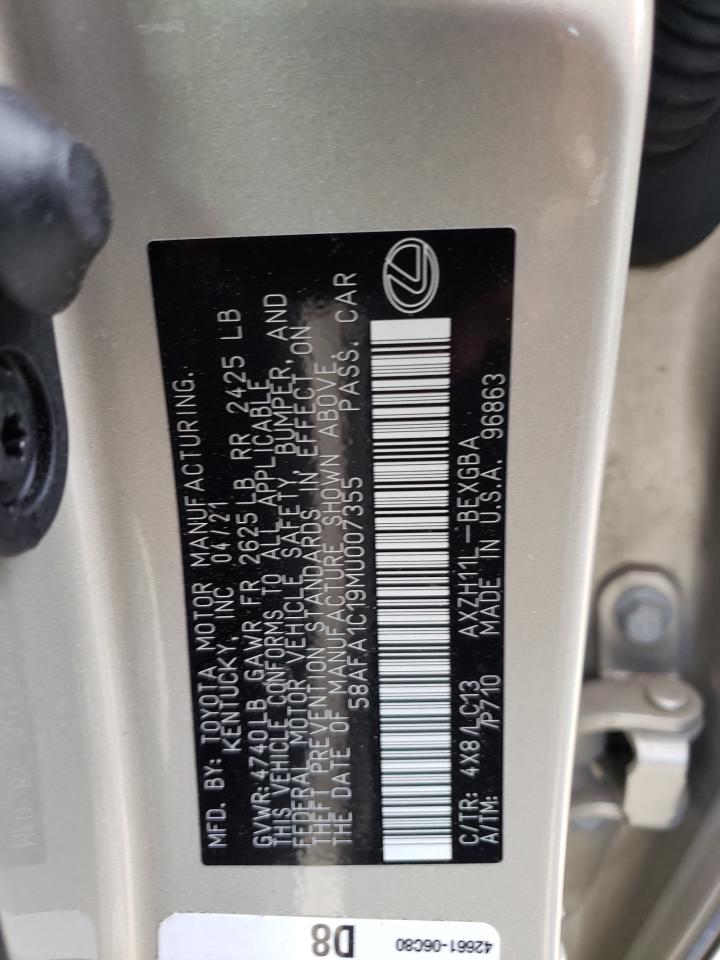 MFD. BY: TOYOTA MOTOR MANUFACTURING.
KENTUCKY, INC 04/21
GVWR: 4740LB GAWR FR 2625 LB RR 2425 LB
THIS VEHICLE CONFORMS TO ALL APPLICABLE
FEDERAL MOTOR VEHICLE SAFETY, BUMPER, AND
THEFT PREVENTION STANDARDS IN EFFECT ON
THE DATE OF MANUFACTURE SHOWN ABOVE.
58AFA1C19MU007355 PASS. CAR
C/TR: 4X8/LC13 AXZH11L-BEXGBA
A/TM: /P710 MADE IN U.S.A. 96863
D8
42661-06C80